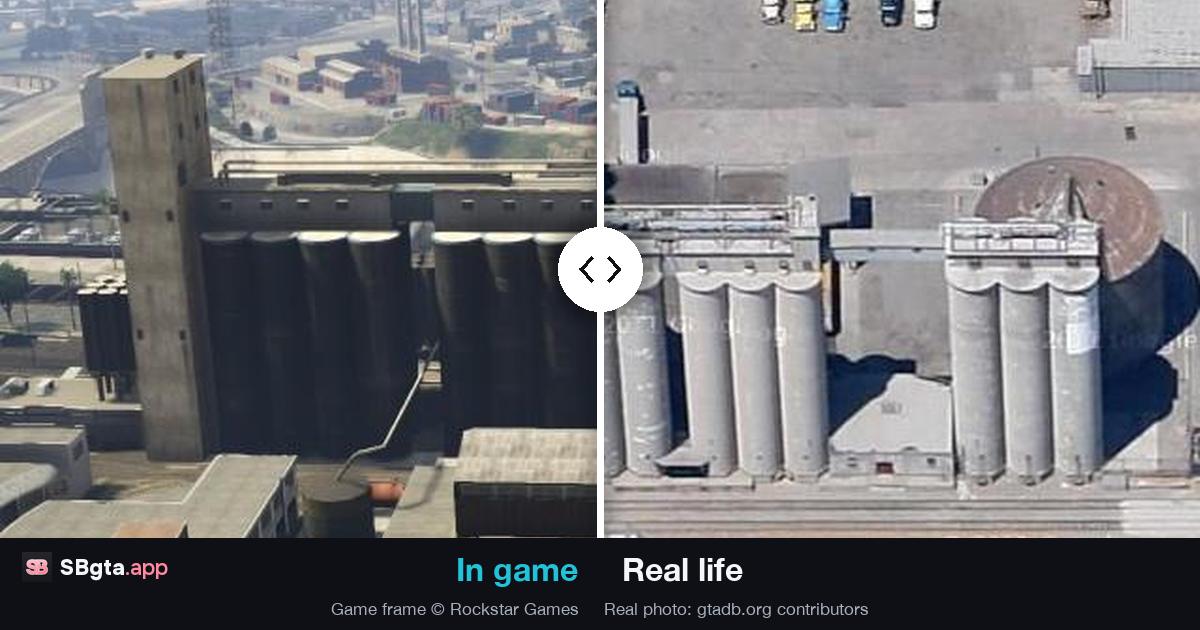 SB SBgta.app
In game
Real life
Game frame © Rockstar Games
Real photo: gtadb.org contributors